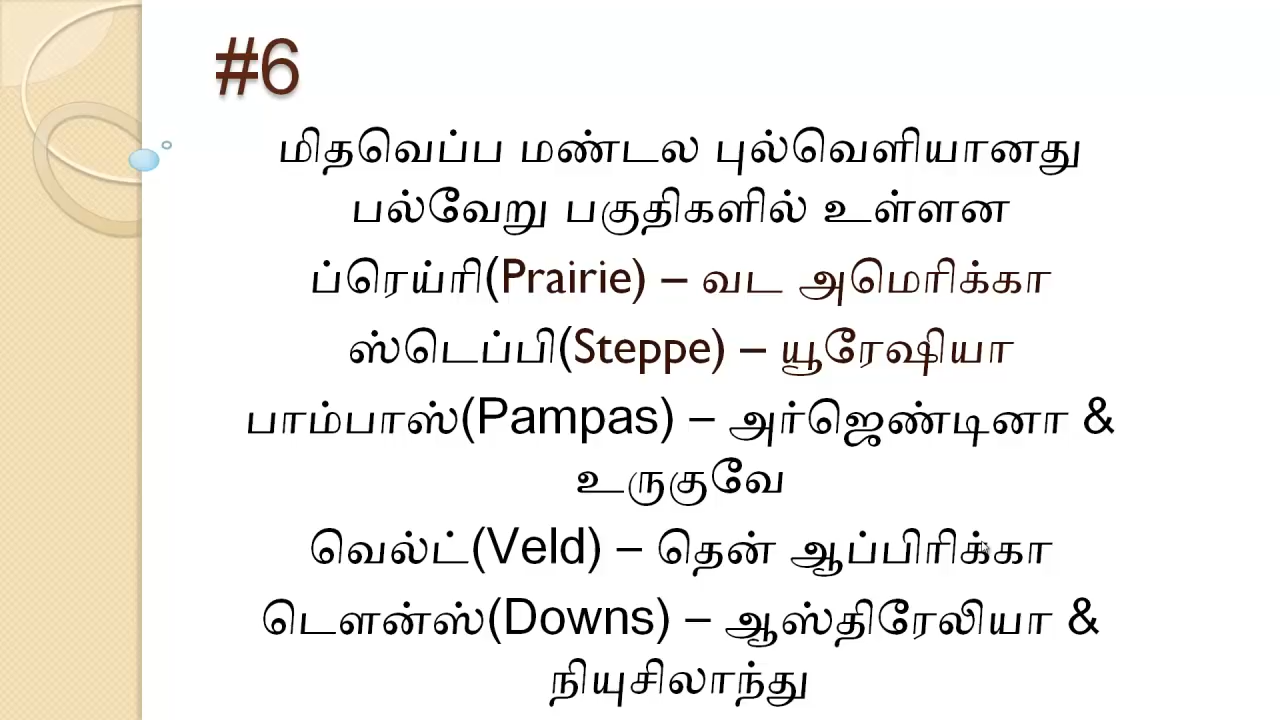 #6
மிதவெப்ப மண்டல புல்வெளியானது
பல்வேறு பகுதிகளில் உள்ளன
ப்ரெய்ரி(Prairie) – வட அமெரிக்கா
ஸ்டெப்பி(Steppe) – யூரேஷியா
பாம்பாஸ்(Pampas) – அர்ஜெண்டினா &
உருகுவே
வெல்ட்(Veld) – தென் ஆப்பிரிக்கா
டௌன்ஸ்(Downs) – ஆஸ்திரேலியா &
நியுசிலாந்து